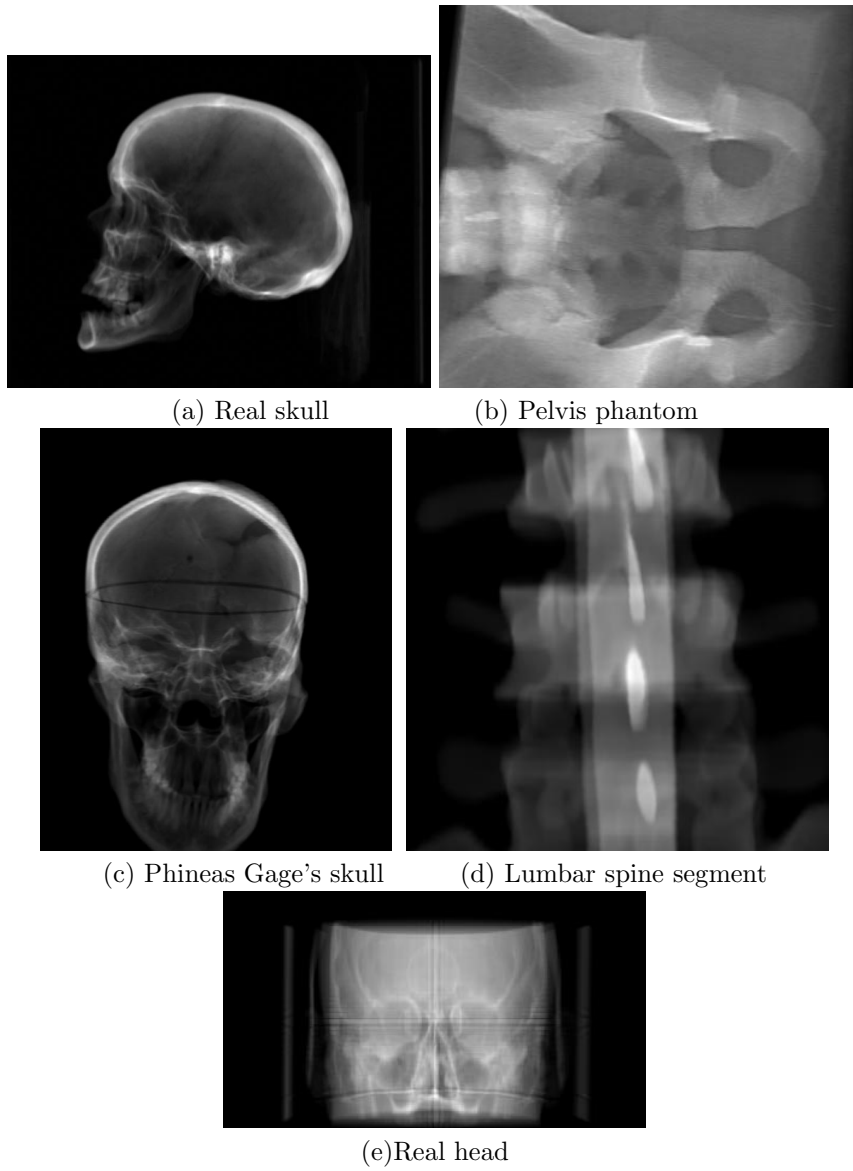 (a) Real skull
(b) Pelvis phantom
(c) Phineas Gage's skull
(d) Lumbar spine segment
(e)Real head